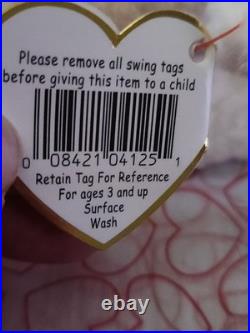 Please remove all swing tags
before giving this item to a child
0 08421 04125 1
Retain Tag For Reference
For ages 3 and up
Surface
Wash